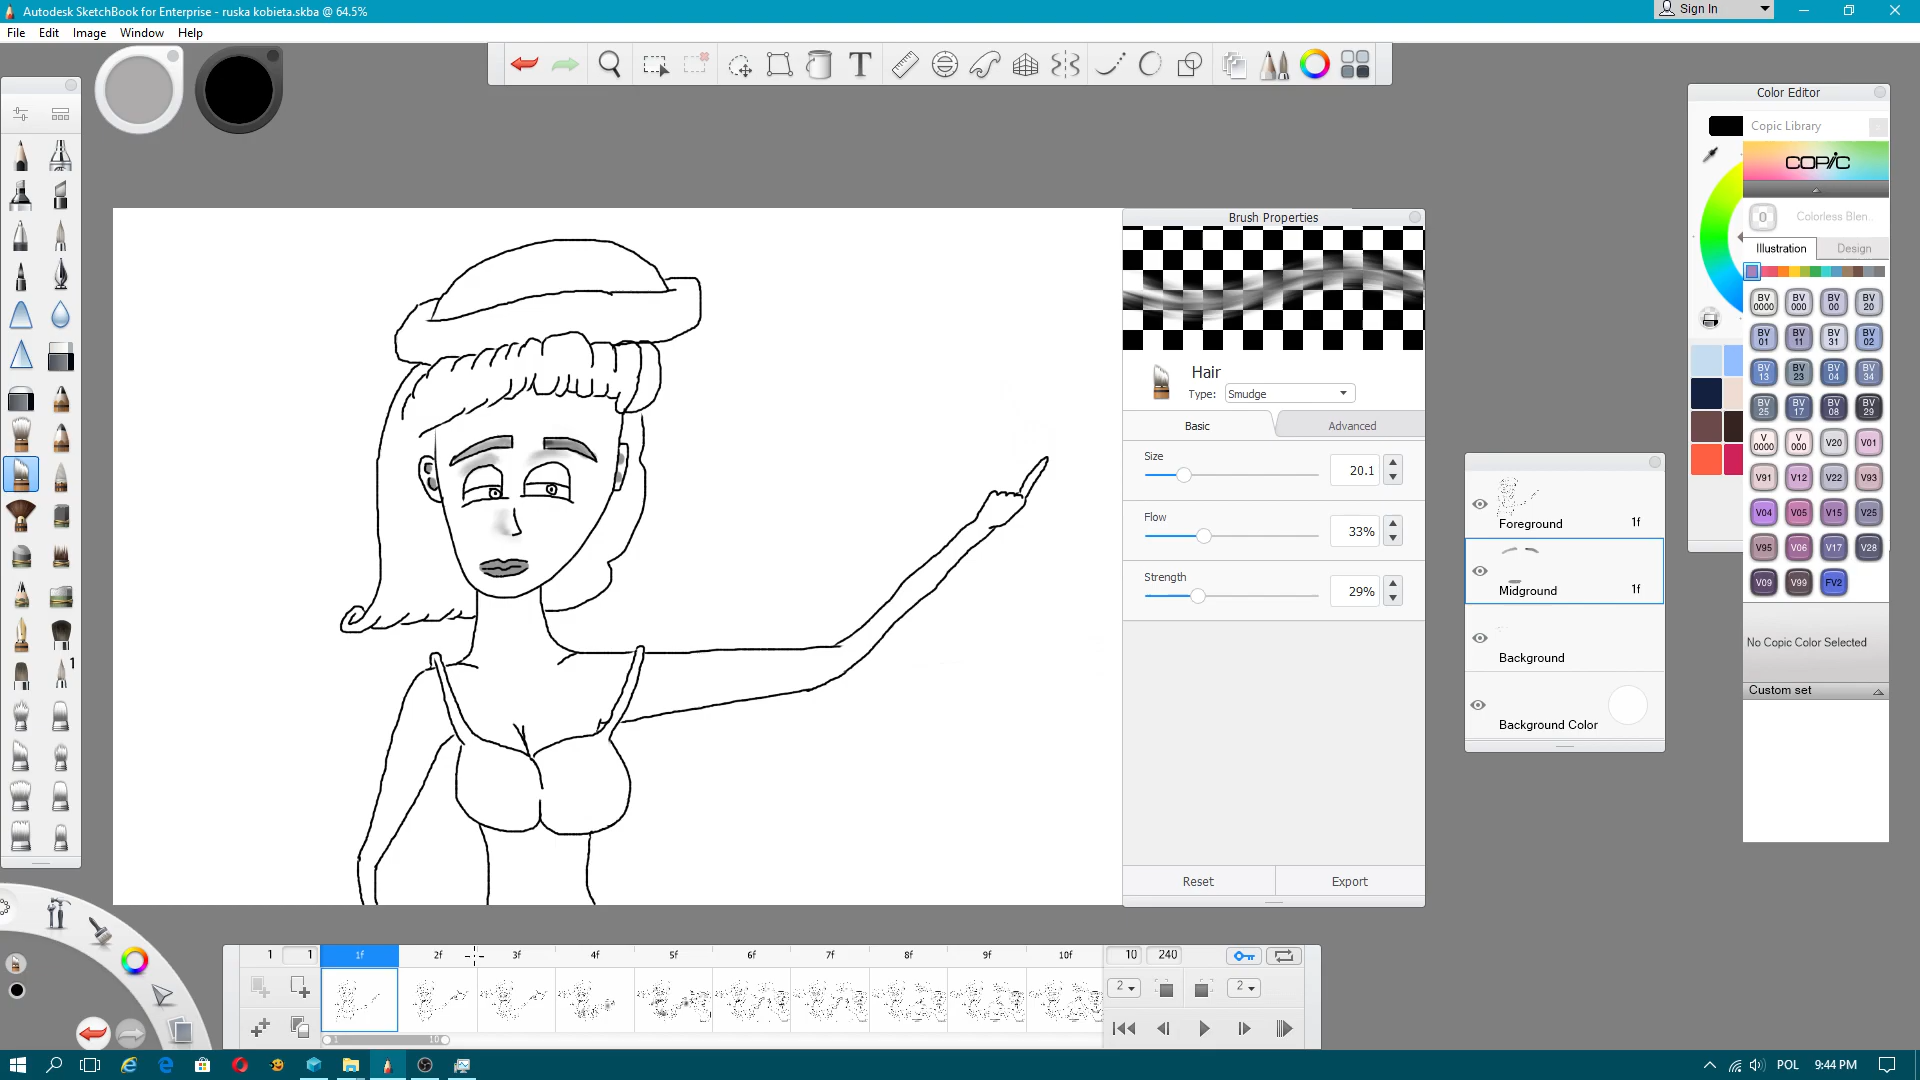 Autodesk SketchBook for Enterprise - ruska kobieta.skba @ 64.5%
Sign In
File Edit Image Window Help
T
Color Editor
Copic Library
COPIC
0 Colorless Blen...
Illustration Design
BV 0000 BV 000 BV 00 BV 20
BV 01 BV 11 BV 31 BV 02
BV 13 BV 23 BV 04 BV 34
BV 25 BV 17 BV 08 BV 29
V 0000 V 000 V20 V01
V91 V12 V22 V93
V04 V05 V15 V25
V95 V06 V17 V28
V09 V99 FV2
No Copic Color Selected
Custom set
Brush Properties
Hair
Type: Smudge
Basic Advanced
Size 20.1
Flow 33%
Strength 29%
Reset Export
Foreground 1f
Midground 1f
Background
Background Color
1
1 1 1f 2f 3f 4f 5f 6f 7f 8f 9f 10f 10 240
2 2
1 10
POL 9:44 PM